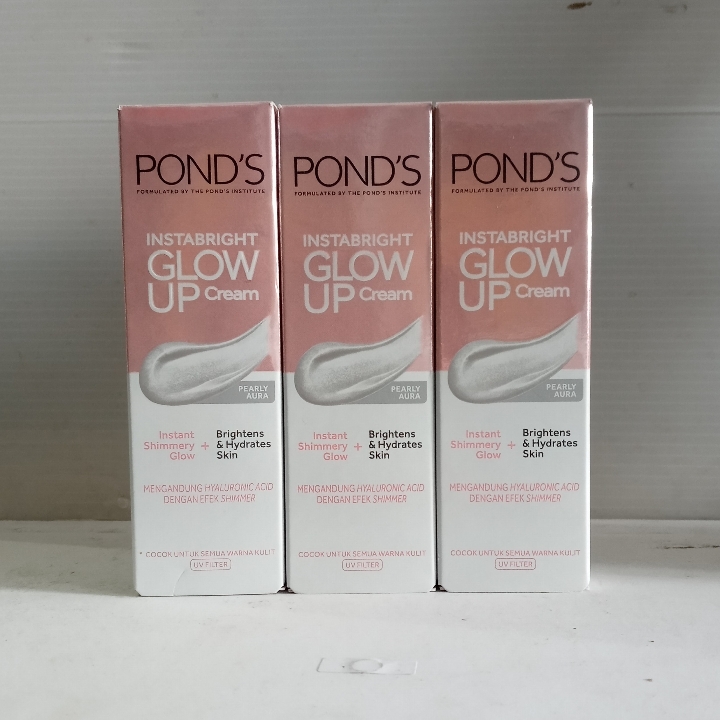 POND'S
FORMULATED BY THE POND'S INSTITUTE
INSTABRIGHT
GLOW
UP Cream
PEARLY
AURA
Instant
Shimmery
Glow
+
Brightens
& Hydrates
Skin
MENGANDUNG HYALURONIC ACID
DENGAN EFEK SHIMMER
* COCOK UNTUK SEMUA WARNA KULIT
UV FILTER
POND'S
FORMULATED BY THE POND'S INSTITUTE
INSTABRIGHT
GLOW
UP Cream
PEARLY
AURA
Instant
Shimmery
Glow
+
Brightens
& Hydrates
Skin
MENGANDUNG HYALURONIC ACID
DENGAN EFEK SHIMMER
COCOK UNTUK SEMUA WARNA KULIT
UV FILTER
POND'S
FORMULATED BY THE POND'S INSTITUTE
INSTABRIGHT
GLOW
UP Cream
PEARLY
AURA
Instant
Shimmery
Glow
+
Brightens
& Hydrates
Skin
MENGANDUNG HYALURONIC ACID
DENGAN EFEK SHIMMER
COCOK UNTUK SEMUA WARNA KULIT
UV FILTER